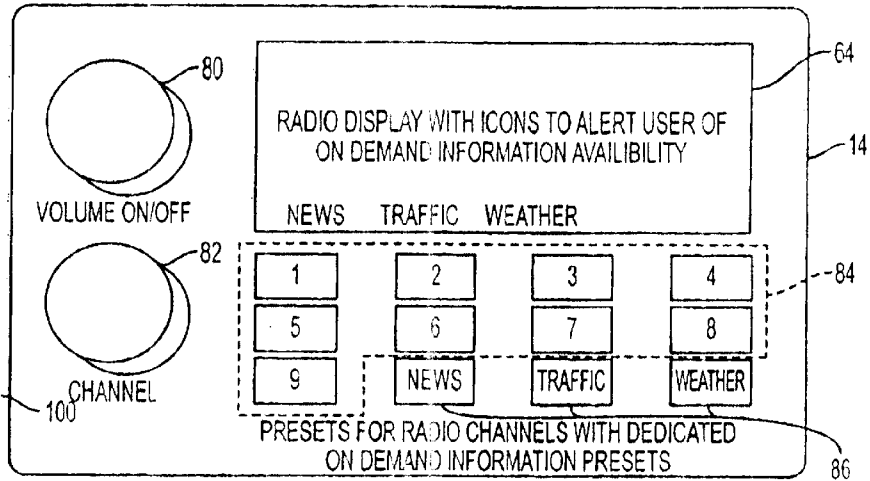 80
64
RADIO DISPLAY WITH ICONS TO ALERT USER OF
ON DEMAND INFORMATION AVAILIBILITY
14
VOLUME ON/OFF
NEWS TRAFFIC WEATHER
82
1 2 3 4
84
5 6 7 8
9 NEWS TRAFFIC WEATHER
CHANNEL
100
PRESETS FOR RADIO CHANNELS WITH DEDICATED
ON DEMAND INFORMATION PRESETS
86